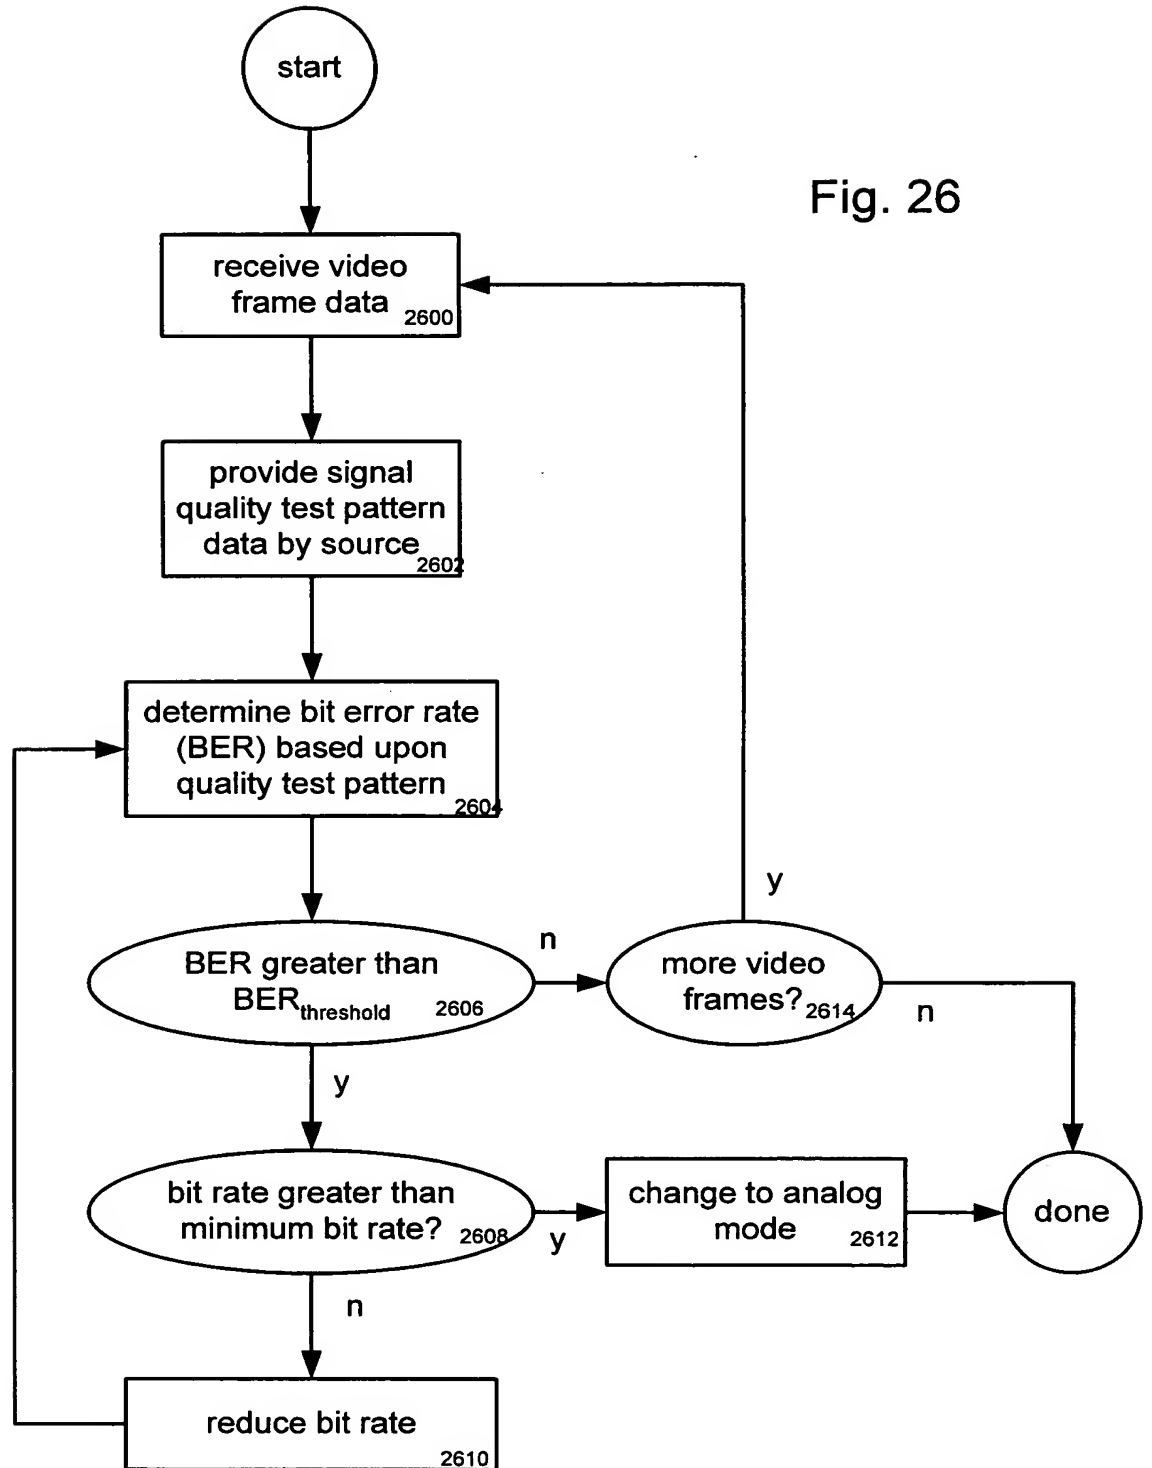 start
Fig. 26
receive video
frame data
2600
provide signal
quality test pattern
data by source
2602
determine bit error rate
(BER) based upon
quality test pattern
2604
y
n
BER greater than
BERthreshold
2606
more video
frames?
2614
n
y
bit rate greater than
minimum bit rate?
2608
y
change to analog
mode
2612
done
n
reduce bit rate
2610